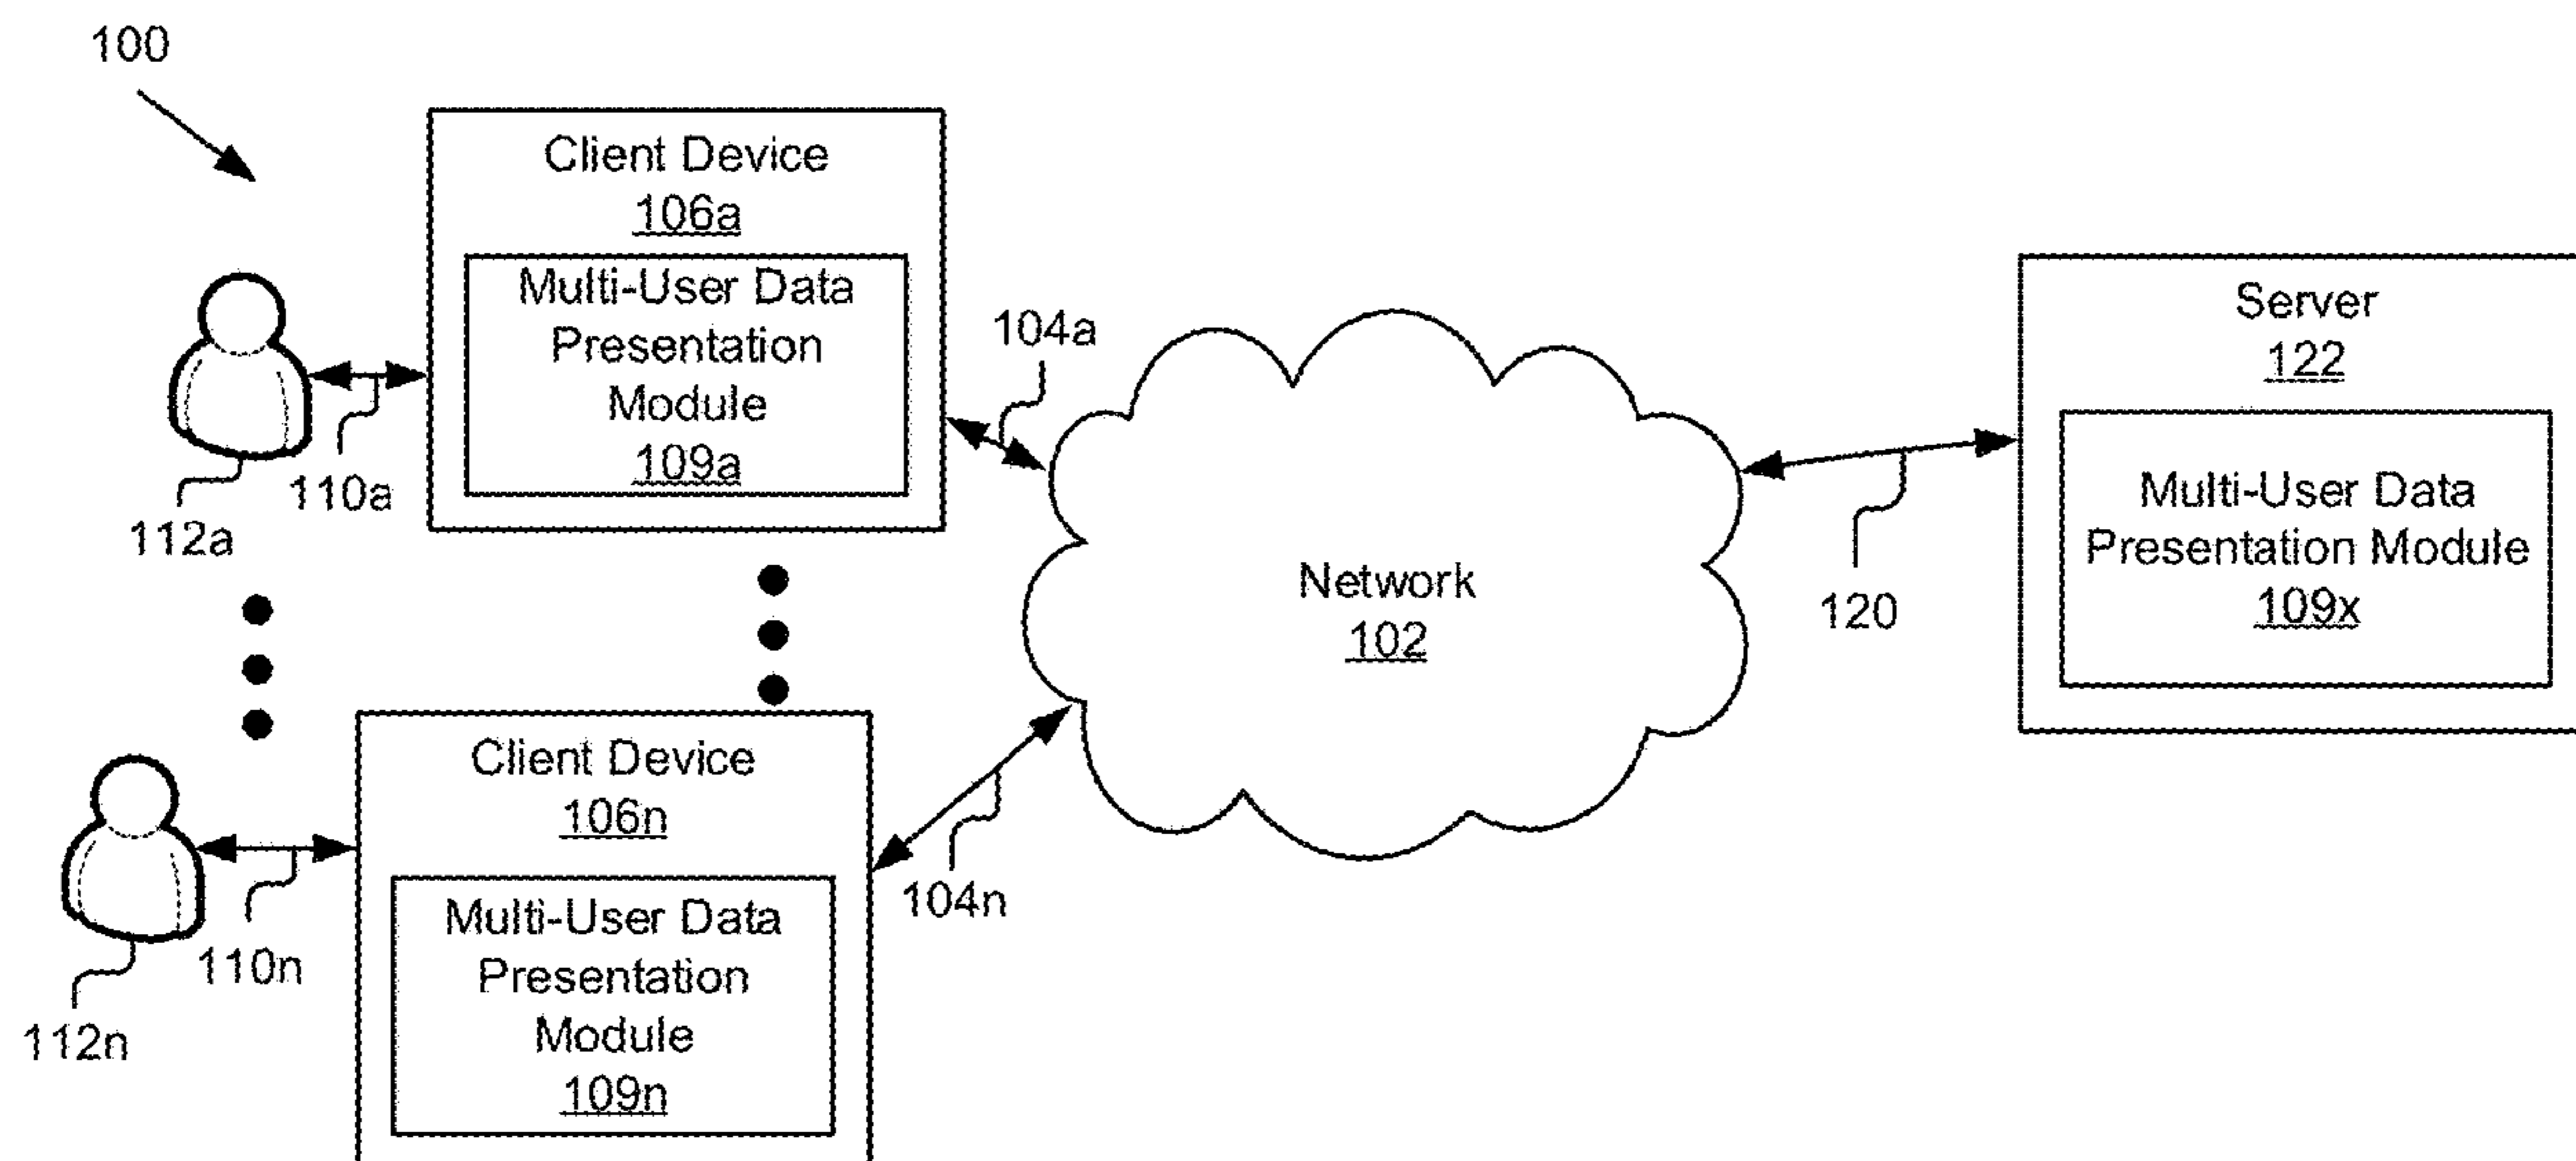 100
Client Device
106a
Multi-User Data
Presentation
Module
109a
110a
112a
104a
Network
102
Server
122
Multi-User Data
Presentation Module
109x
120
Client Device
106n
Multi-User Data
Presentation
Module
109n
110n
112n
104n